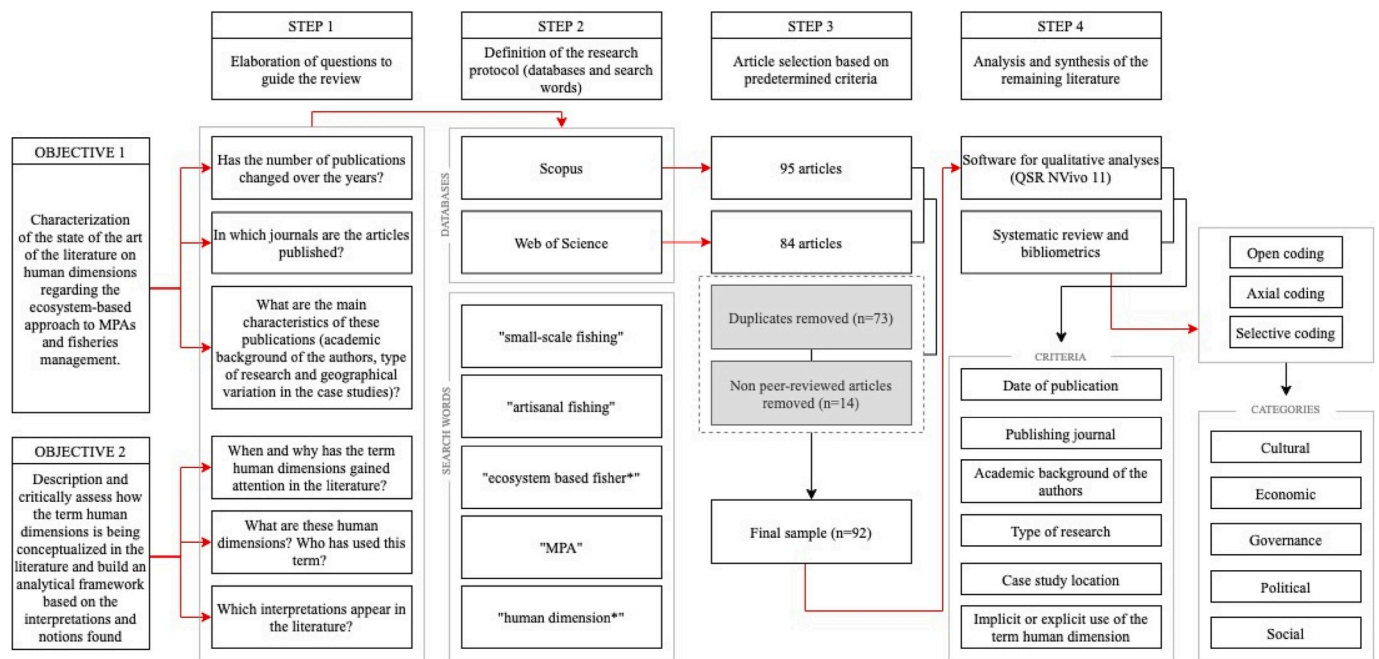 STEP 1
Elaboration of questions to
guide the review
STEP 2
Definition of the research
protocol (databases and search
words)
STEP 3
Article selection based on
predetermined criteria
STEP 4
Analysis and synthesis of the
remaining literature
OBJECTIVE 1
Characterization
of the state of the art
of the literature on
human dimensions
regarding the
ecosystem-based
approach to MPAs
and fisheries
management.
OBJECTIVE 2
Description and
critically assess how
the term human
dimensions is being
conceptualized in the
literature and build an
analytical framework
based on the
interpretations and
notions found
Has the number of publications
changed over the years?
In which journals are the articles
published?
What are the main
characteristics of these
publications (academic
background of the authors, type
of research and geographical
variation in the case studies)?
When and why has the term
human dimensions gained
attention in the literature?
What are these human
dimensions? Who has used this
term?
Which interpretations appear in
the literature?
DATABASES
Scopus
Web of Science
SEARCH WORDS
"small-scale fishing"
"artisanal fishing"
"ecosystem based fisher*"
"MPA"
"human dimension*"
95 articles
84 articles
Duplicates removed (n=73)
Non peer-reviewed articles
removed (n=14)
Final sample (n=92)
Software for qualitative analyses
(QSR NVivo 11)
Systematic review and
bibliometrics
CRITERIA
Date of publication
Publishing journal
Academic background of the
authors
Type of research
Case study location
Implicit or explicit use of the
term human dimension
Open coding
Axial coding
Selective coding
CATEGORIES
Cultural
Economic
Governance
Political
Social